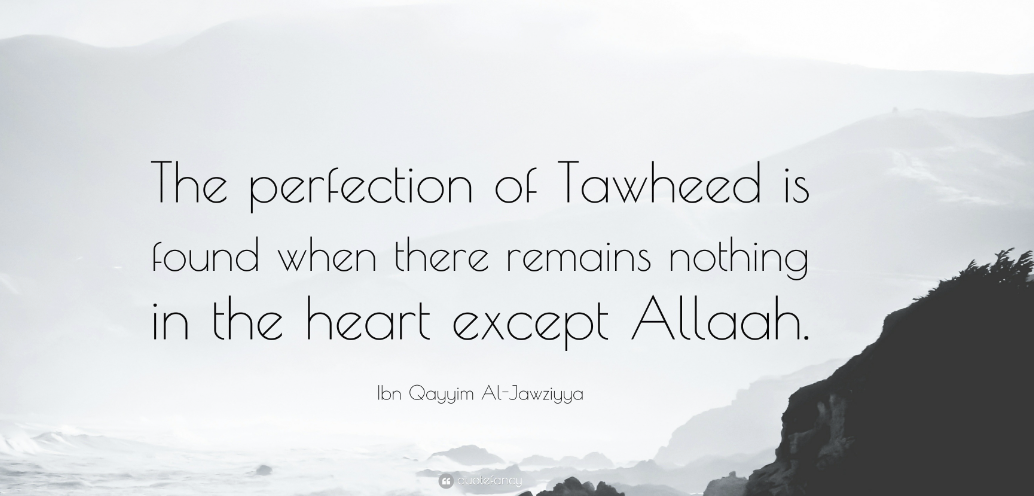 The perfection of Tawheed is
found when there remains nothing
in the heart except Allaah.
Ibn Qayyim Al-Jawziyya
quotefancy